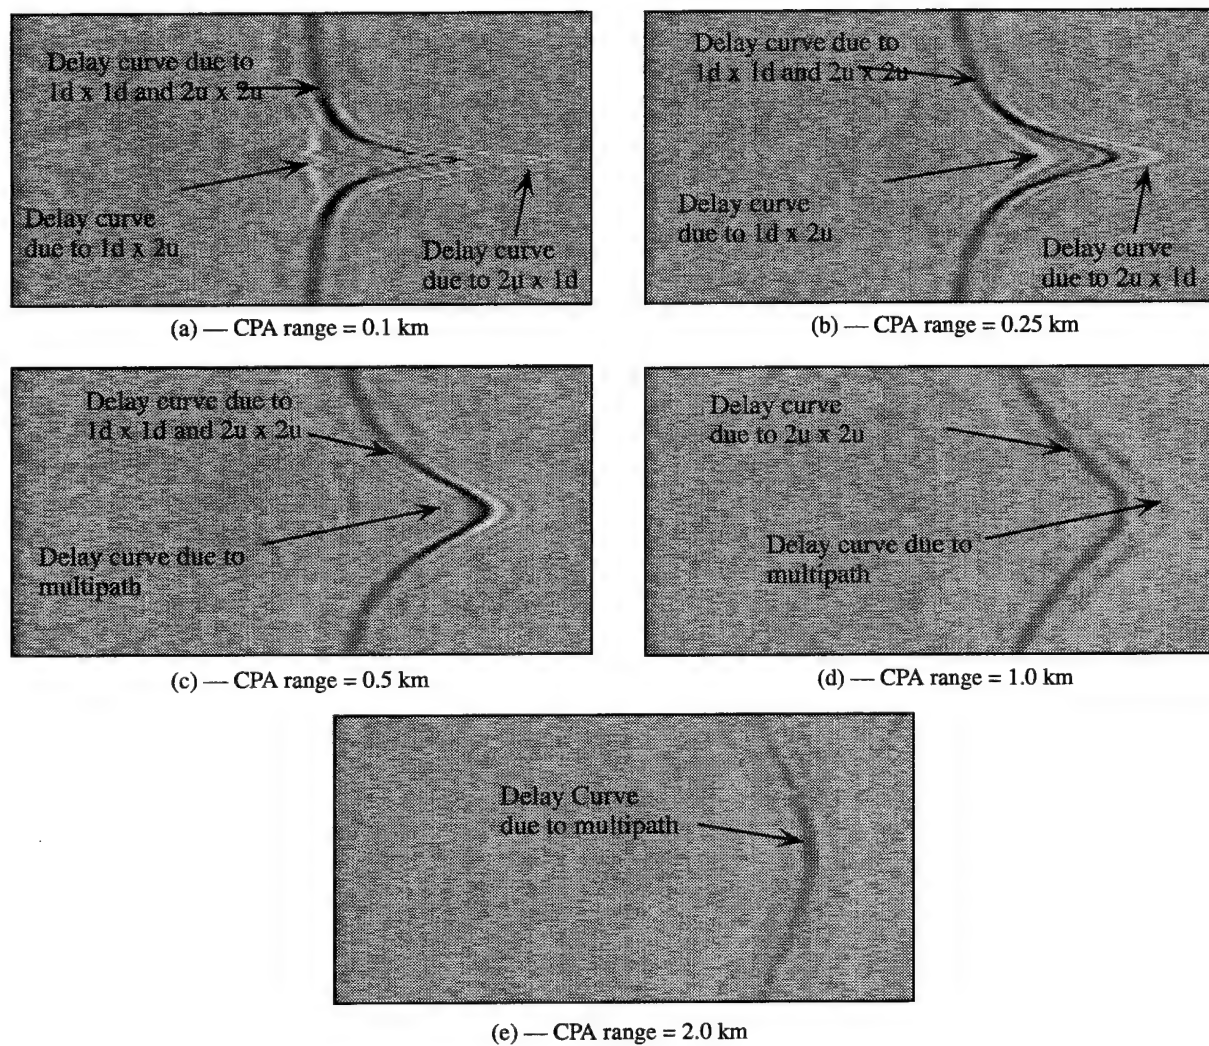 Delay curve due to
1d x 1d and 2u x 2u
Delay curve
due to 1d x 2u
Delay curve
due to 2u x 1d
(a) — CPA range = 0.1 km
Delay curve due to
1d x 1d and 2u x 2u
Delay curve
due to 1d x 2u
Delay curve
due to 2u x 1d
(b) — CPA range = 0.25 km
Delay curve due to
1d x 1d and 2u x 2u
Delay curve due to
multipath
(c) — CPA range = 0.5 km
Delay curve
due to 2u x 2u
Delay curve due to
multipath
(d) — CPA range = 1.0 km
Delay Curve
due to multipath
(e) — CPA range = 2.0 km